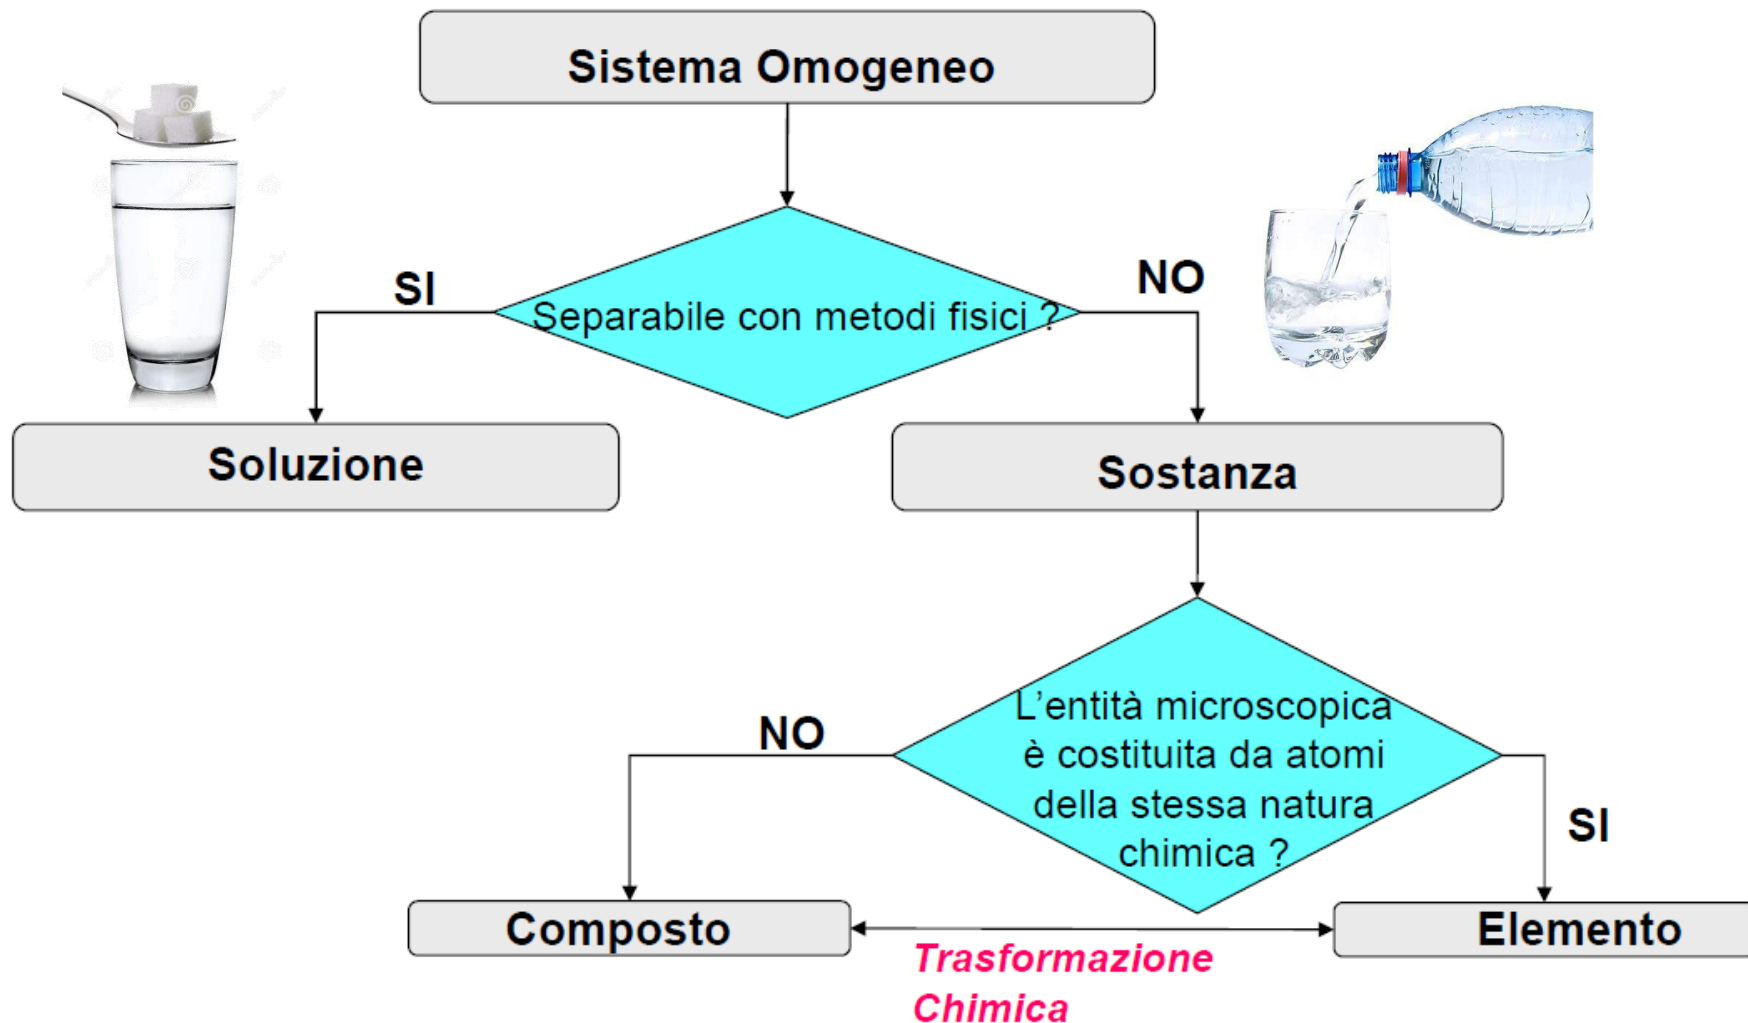 Sistema Omogeneo
SI
NO
Separabile con metodi fisici ?
Soluzione
Sostanza
L'entità microscopica
è costituita da atomi
della stessa natura
chimica ?
NO
SI
Composto
Elemento
Trasformazione
Chimica